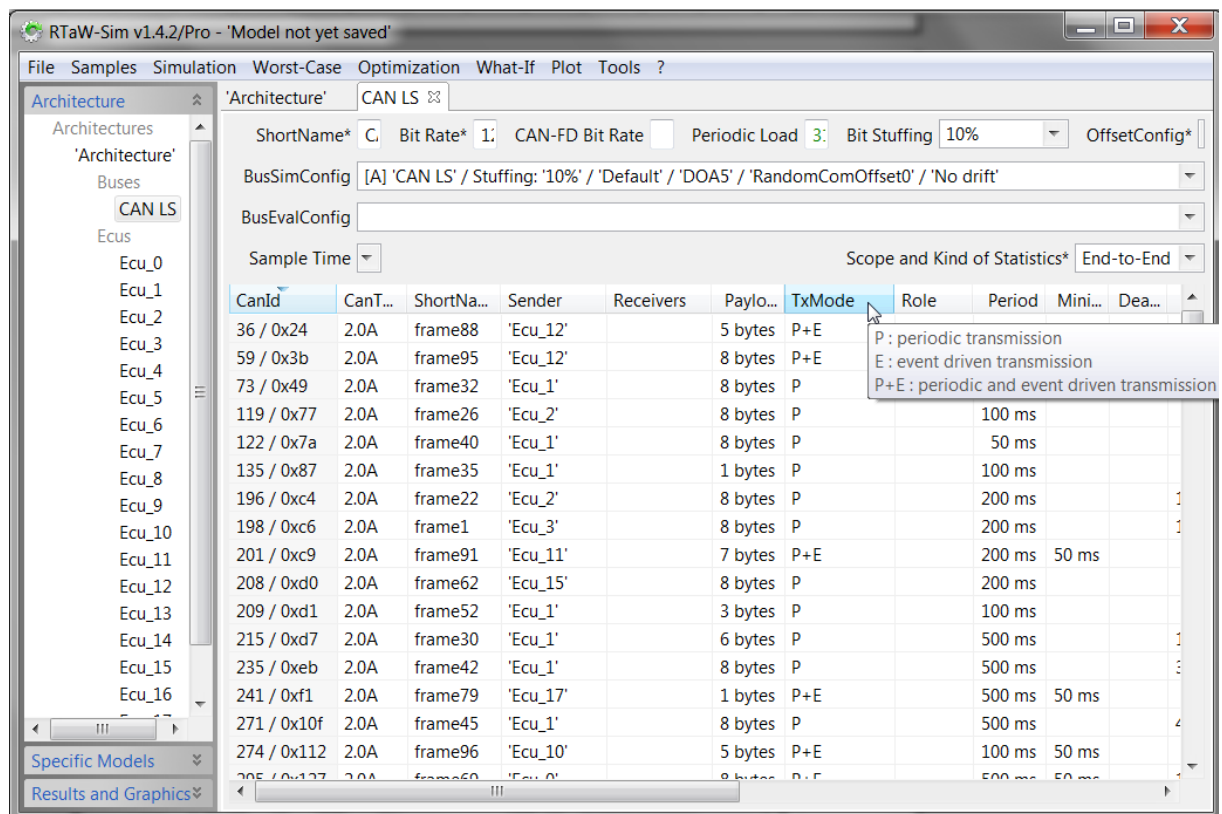 RTaW-Sim v1.4.2/Pro - 'Model not yet saved'
File Samples Simulation Worst-Case Optimization What-If Plot Tools ?
Architecture
Architectures
'Architecture'
Buses
CAN LS
Ecus
Ecu_0
Ecu_1
Ecu_2
Ecu_3
Ecu_4
Ecu_5
Ecu_6
Ecu_7
Ecu_8
Ecu_9
Ecu_10
Ecu_11
Ecu_12
Ecu_13
Ecu_14
Ecu_15
Ecu_16
Specific Models
Results and Graphics
'Architecture' CAN LS
ShortName* Bit Rate* CAN-FD Bit Rate Periodic Load Bit Stuffing 10% OffsetConfig*
BusSimConfig [A] 'CAN LS' / Stuffing: '10%' / 'Default' / 'DOA5' / 'RandomComOffset0' / 'No drift'
BusEvalConfig
Sample Time Scope and Kind of Statistics* End-to-End
CanId CanT... ShortNa... Sender Receivers Paylo... TxMode Role Period Mini... Dea...
36 / 0x24 2.0A frame88 'Ecu_12' 5 bytes P+E
59 / 0x3b 2.0A frame95 'Ecu_12' 8 bytes P+E
73 / 0x49 2.0A frame32 'Ecu_1' 8 bytes P
P : periodic transmission
E : event driven transmission
P+E : periodic and event driven transmission
119 / 0x77 2.0A frame26 'Ecu_2' 8 bytes P 100 ms
122 / 0x7a 2.0A frame40 'Ecu_1' 8 bytes P 50 ms
135 / 0x87 2.0A frame35 'Ecu_1' 1 bytes P 100 ms
196 / 0xc4 2.0A frame22 'Ecu_2' 8 bytes P 200 ms
198 / 0xc6 2.0A frame1 'Ecu_3' 8 bytes P 200 ms
201 / 0xc9 2.0A frame91 'Ecu_11' 7 bytes P+E 200 ms 50 ms
208 / 0xd0 2.0A frame62 'Ecu_15' 8 bytes P 200 ms
209 / 0xd1 2.0A frame52 'Ecu_1' 3 bytes P 100 ms
215 / 0xd7 2.0A frame30 'Ecu_1' 6 bytes P 500 ms
235 / 0xeb 2.0A frame42 'Ecu_1' 8 bytes P 500 ms
241 / 0xf1 2.0A frame79 'Ecu_17' 1 bytes P+E 500 ms 50 ms
271 / 0x10f 2.0A frame45 'Ecu_1' 8 bytes P 500 ms
274 / 0x112 2.0A frame96 'Ecu_10' 5 bytes P+E 100 ms 50 ms